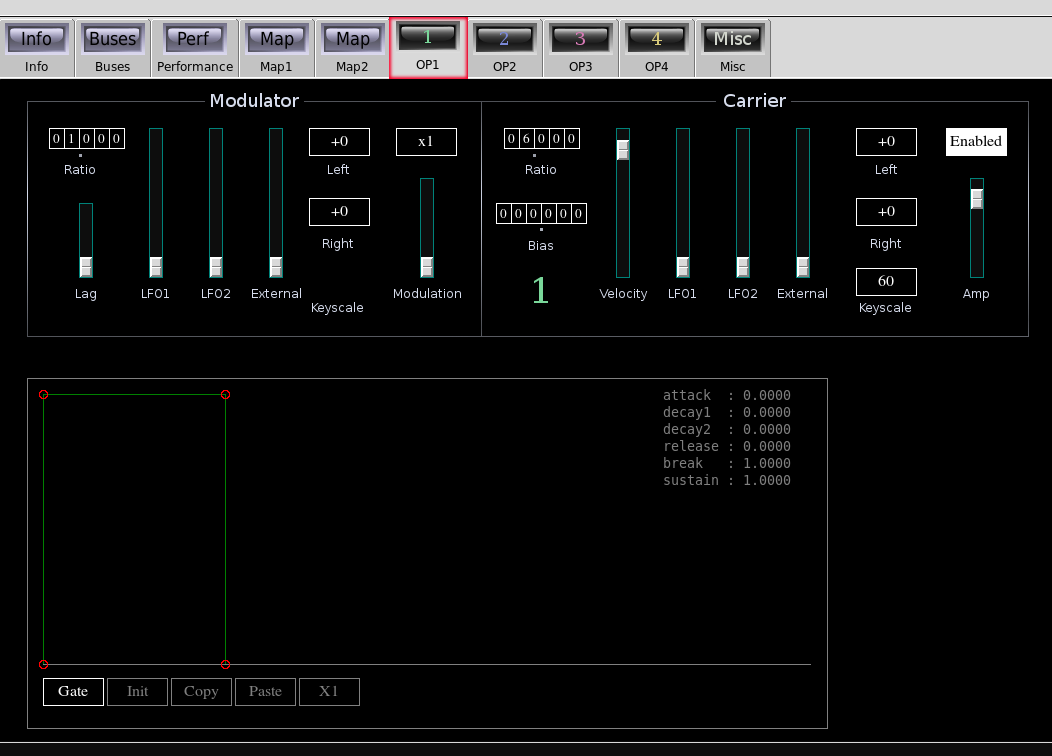 Info Buses Perf Map Map 1 2 3 4 Misc
Info Buses Performance Map1 Map2 OP1 OP2 OP3 OP4 Misc
Modulator Carrier
0 1 0 0 0 +0 x1 0 6 0 0 0 +0 Enabled
Ratio Left Ratio Left
+0 0 0 0 0 0 0 +0
Right Bias Right
60
1
Lag LFO1 LFO2 External Modulation Velocity LFO1 LFO2 External Amp
Keyscale Keyscale
attack : 0.0000
decay1 : 0.0000
decay2 : 0.0000
release : 0.0000
break : 1.0000
sustain : 1.0000
Gate Init Copy Paste X1